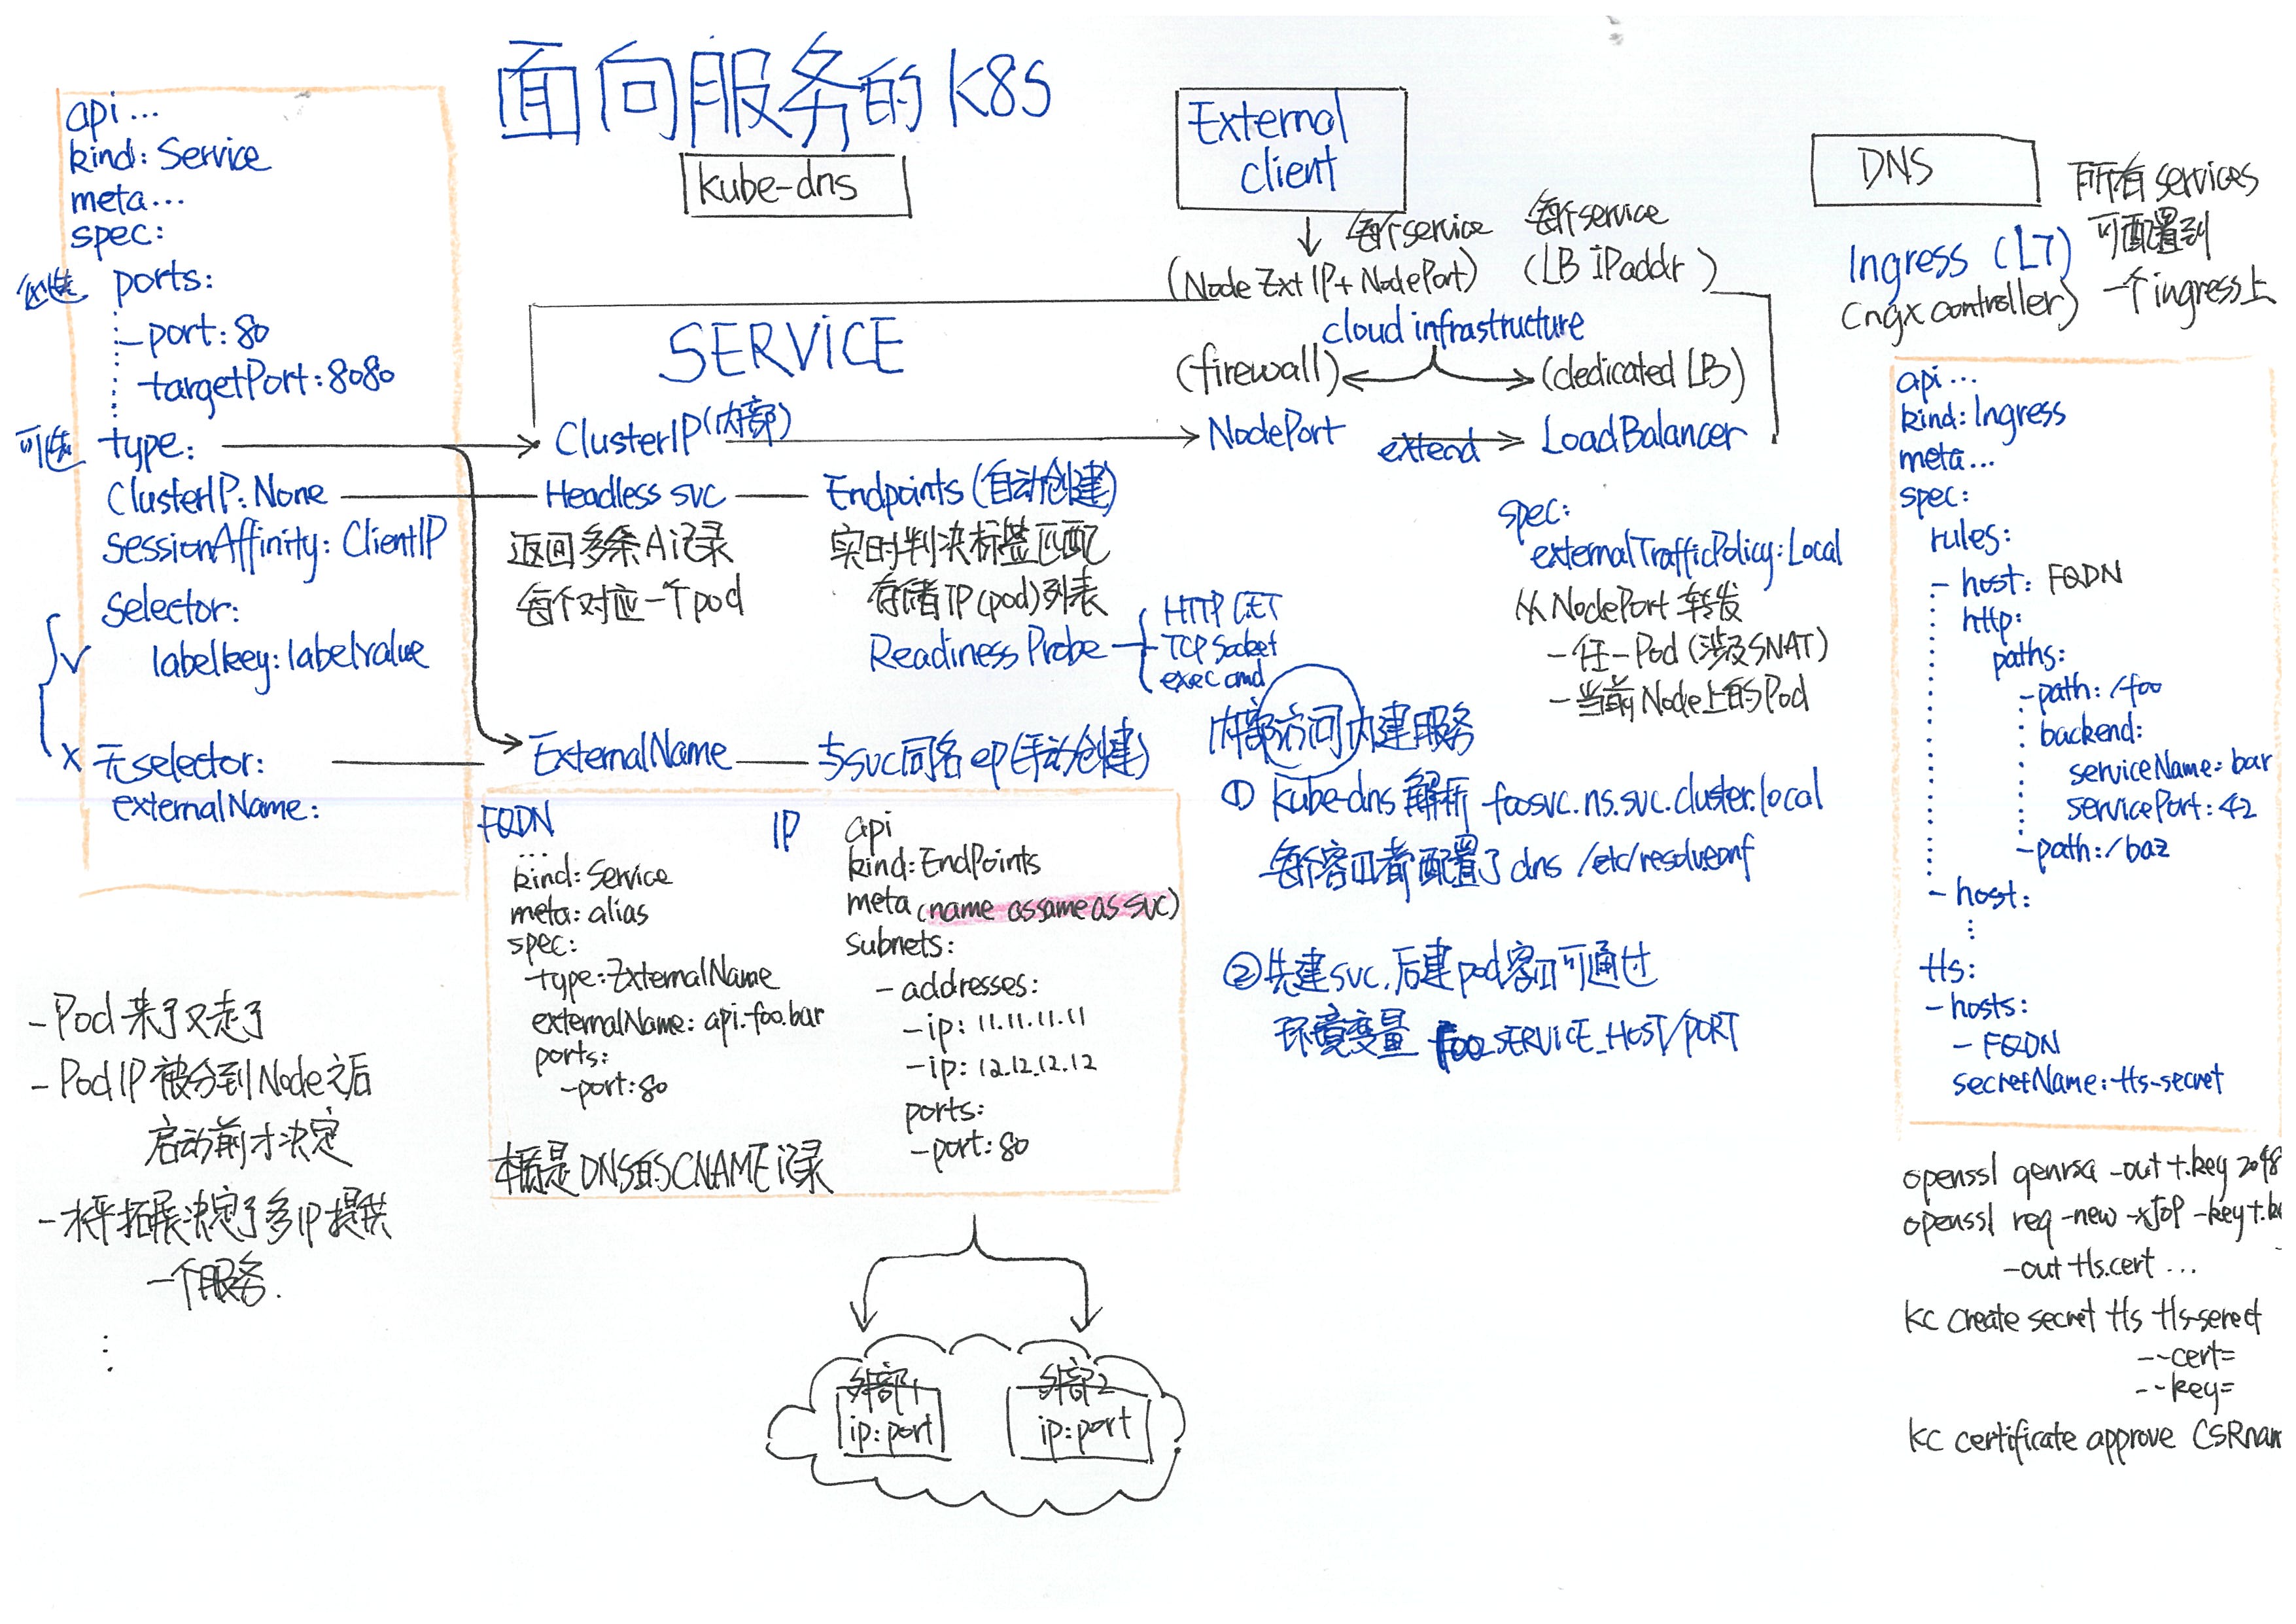 面向服务的K8S
kube-dns
api...
kind: Service
meta...
spec:
必选 ports:
-port: 80
targetPort: 8080
可选 type:
ClusterIP: None
sessionAffinity: ClientIP
selector:
labelkey: labelvalue
无selector:
externalName:
- Pod来了又走了
- PodIP被分到Node之后
启动前才决定
- 水平拓展决定了多IP提供
一个服务.
SERVICE
ClusterIP(内部)
Headless svc
返回多条A记录
每个对应一个pod
Endpoints (自动创建)
实时判决标签匹配
存储IP(pod)列表
Readiness Probe
HTTP GET
TCP Socket
exec cmd
ExternalName
与svc同名ep(手动创建)
FQDN
...
kind: Service
meta: alias
spec:
type: ExternalName
externalName: api.foo.bar
ports:
-port: 80
本质是DNS的CNAME记录
IP
api
kind: EndPoints
meta (name as same as svc)
subnets:
- addresses:
-ip: 11.11.11.11
-ip: 12.12.12.12
ports:
-port: 80
外部1
ip:port
外部2
ip:port
External
client
每个service
(Node Ext IP + NodePort)
每个service
(LB IPaddr)
cloud infrastructure
(firewall)
(dedicated LB)
NodePort
extend
LoadBalancer
spec:
externalTrafficPolicy: Local
从NodePort转发
-任一Pod(涉及SNAT)
-当前Node上的Pod
内部访问内建服务
① kube-dns 解析 foosvc.ns.svc.cluster.local
每个容器都配置了dns /etc/resolv.conf
②先建svc,后建pod容器可通过
环境变量 FOO_SERVICE_HOST/PORT
DNS
Ingress (L7)
(ngx controller)
所有services
可配置到
一个ingress上
api...
kind: Ingress
meta...
spec:
rules:
- host: FQDN
http:
paths:
-path: /foo
backend:
serviceName: bar
servicePort: 42
-path: /baz
- host:
tls:
- hosts:
- FQDN
secretName: tls-secret
openssl genrsa -out t.key 2048
openssl req -new -x509 -key t.ke
-out tls.cert ...
kc create secret tls tls-serect
--cert=
--key=
kc certificate approve CSRnam